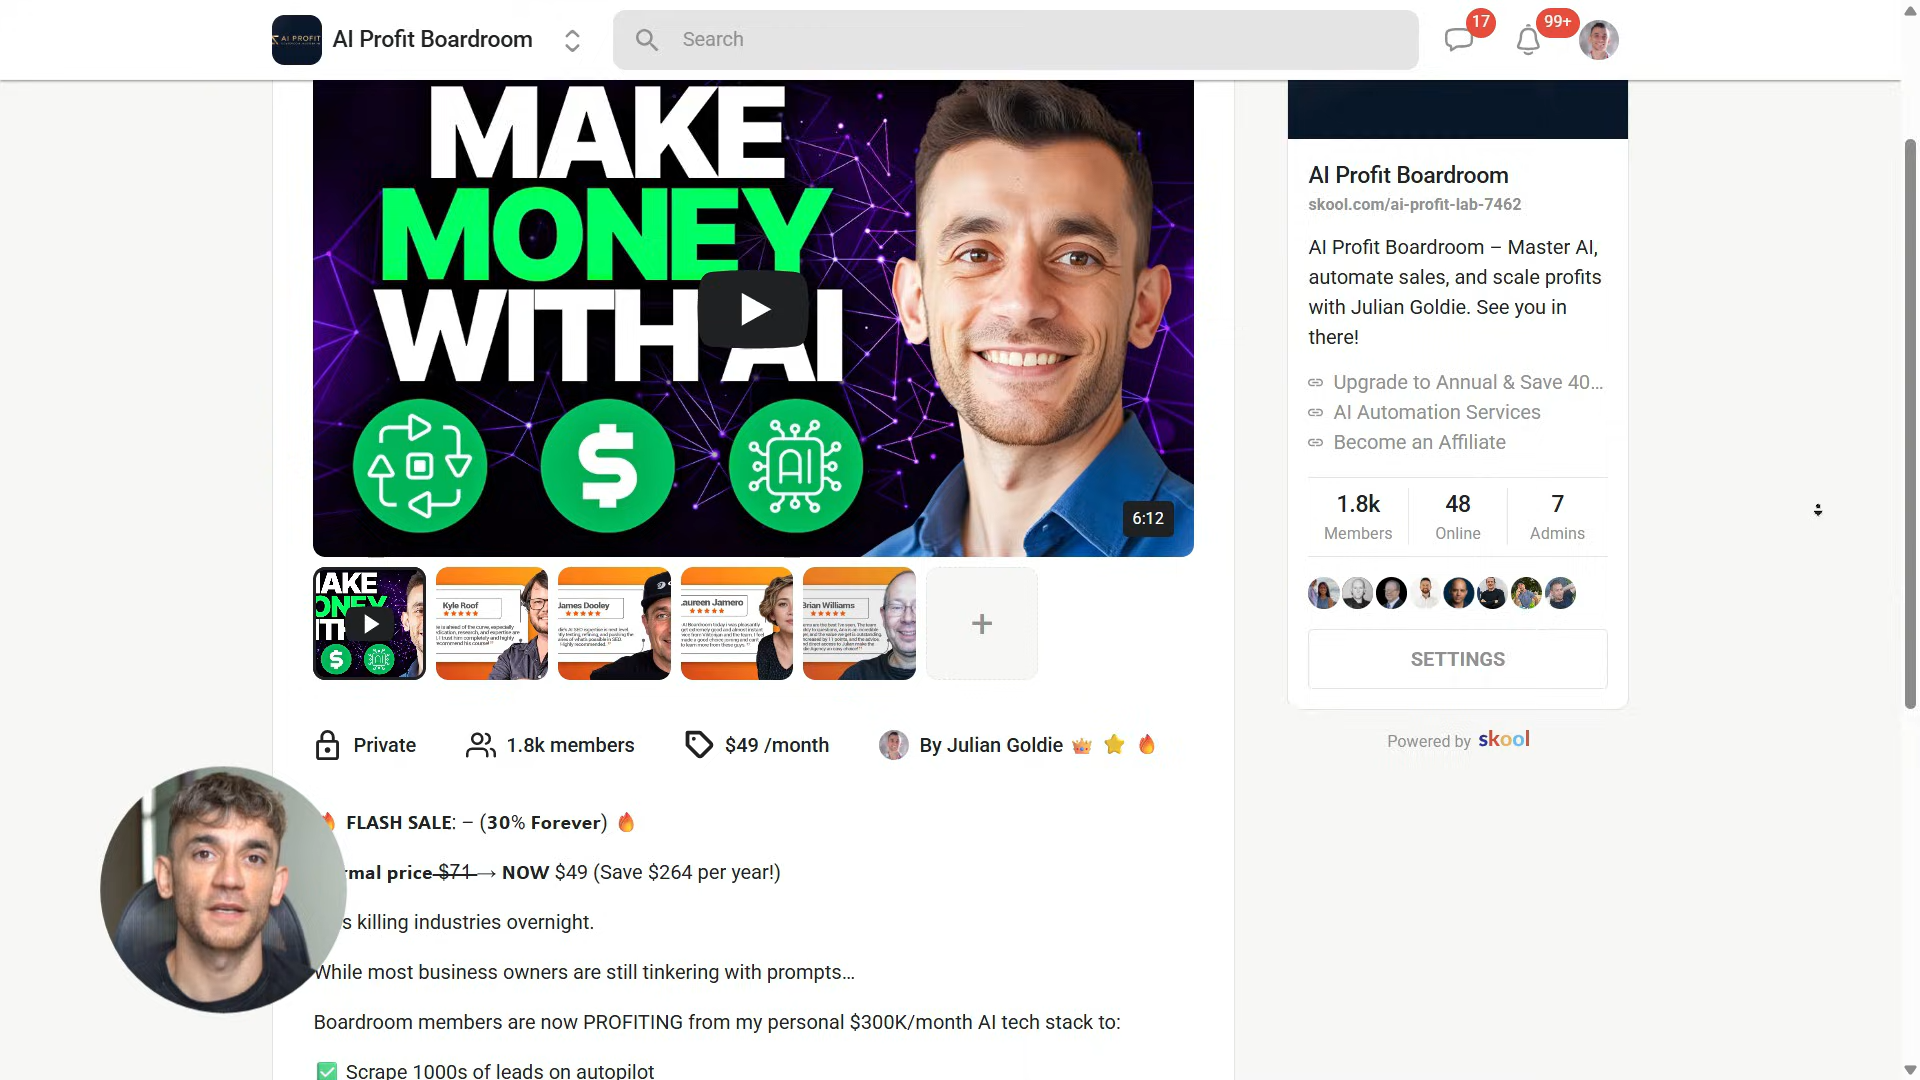 AI PROFIT
AI Profit Boardroom
Search
17
99+
MAKE
MONEY
WITH AI
AI
6:12
Kyle Roof
James Dooley
aureen Jamero
Brian Williams
+
Private
1.8k members
$49 /month
By Julian Goldie
FLASH SALE: – (30% Forever)
rmal price $71 → NOW $49 (Save $264 per year!)
s killing industries overnight.
While most business owners are still tinkering with prompts…
Boardroom members are now PROFITING from my personal $300K/month AI tech stack to:
Scrape 1000s of leads on autopilot
AI Profit Boardroom
skool.com/ai-profit-lab-7462
AI Profit Boardroom – Master AI,
automate sales, and scale profits
with Julian Goldie. See you in
there!
Upgrade to Annual & Save 40...
AI Automation Services
Become an Affiliate
1.8k
Members
48
Online
7
Admins
SETTINGS
Powered by skool